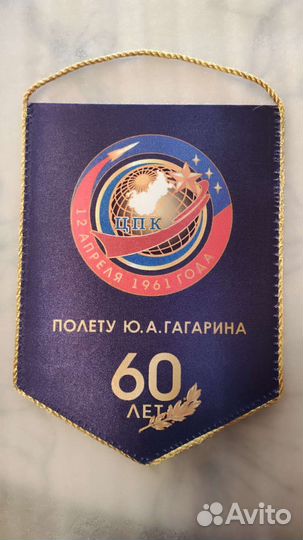 ЦПК
12 АПРЕЛЯ 1961 ГОДА
ПОЛЕТУ Ю.А.ГАГАРИНА
60
ЛЕТ
Avito